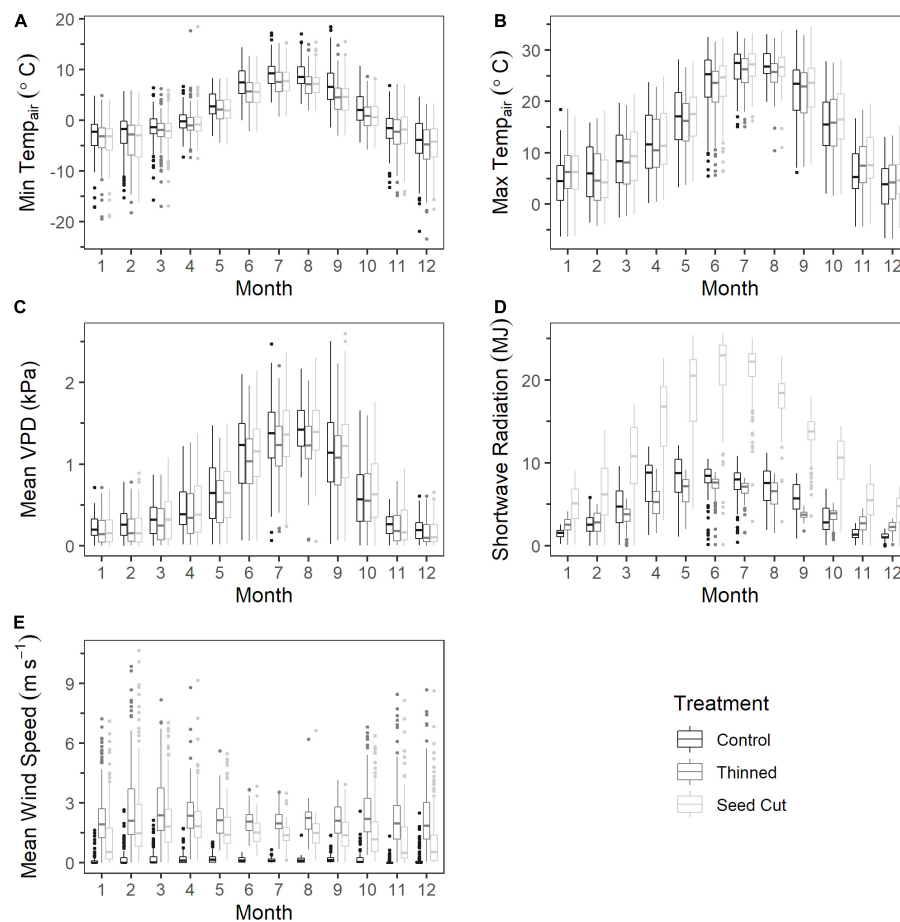 A
Min Temp_air (° C)
20
10
0
-10
-20
1 2 3 4 5 6 7 8 9 10 11 12
Month
B
Max Temp_air (° C)
30
20
10
0
1 2 3 4 5 6 7 8 9 10 11 12
Month
C
Mean VPD (kPa)
2
1
0
1 2 3 4 5 6 7 8 9 10 11 12
Month
D
Shortwave Radiation (MJ)
20
10
0
1 2 3 4 5 6 7 8 9 10 11 12
Month
E
Mean Wind Speed (m s⁻¹)
9
6
3
0
1 2 3 4 5 6 7 8 9 10 11 12
Month
Treatment
Control
Thinned
Seed Cut